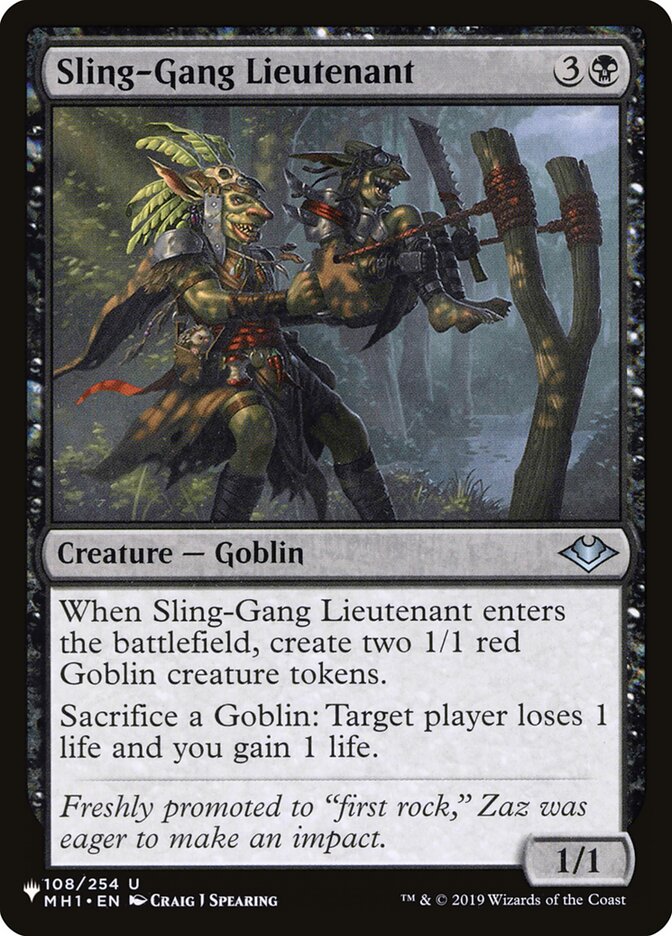 Sling-Gang Lieutenant 3
Creature — Goblin
When Sling-Gang Lieutenant enters
the battlefield, create two 1/1 red
Goblin creature tokens.
Sacrifice a Goblin: Target player loses 1
life and you gain 1 life.
Freshly promoted to “first rock,” Zaz was
eager to make an impact.
1/1
108/254 U
MH1 • EN Craig J Spearing
™ & © 2019 Wizards of the Coast